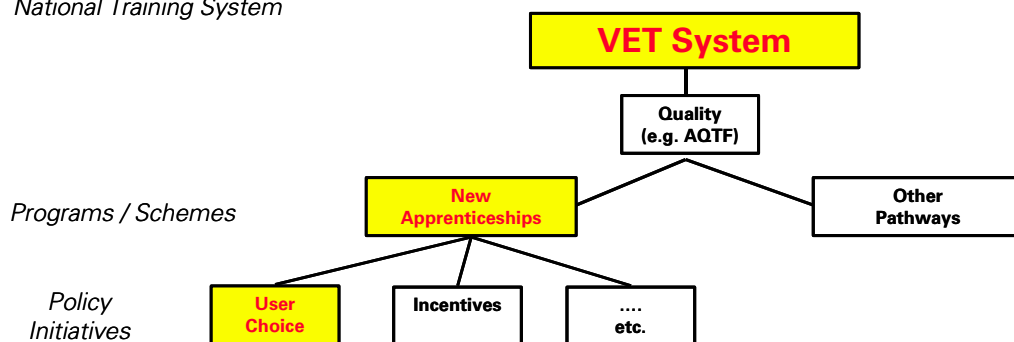 National Training System
VET System
Quality
(e.g. AQTF)
New
Apprenticeships
Other
Pathways
Programs / Schemes
Policy
Initiatives
User
Choice
Incentives
....
etc.